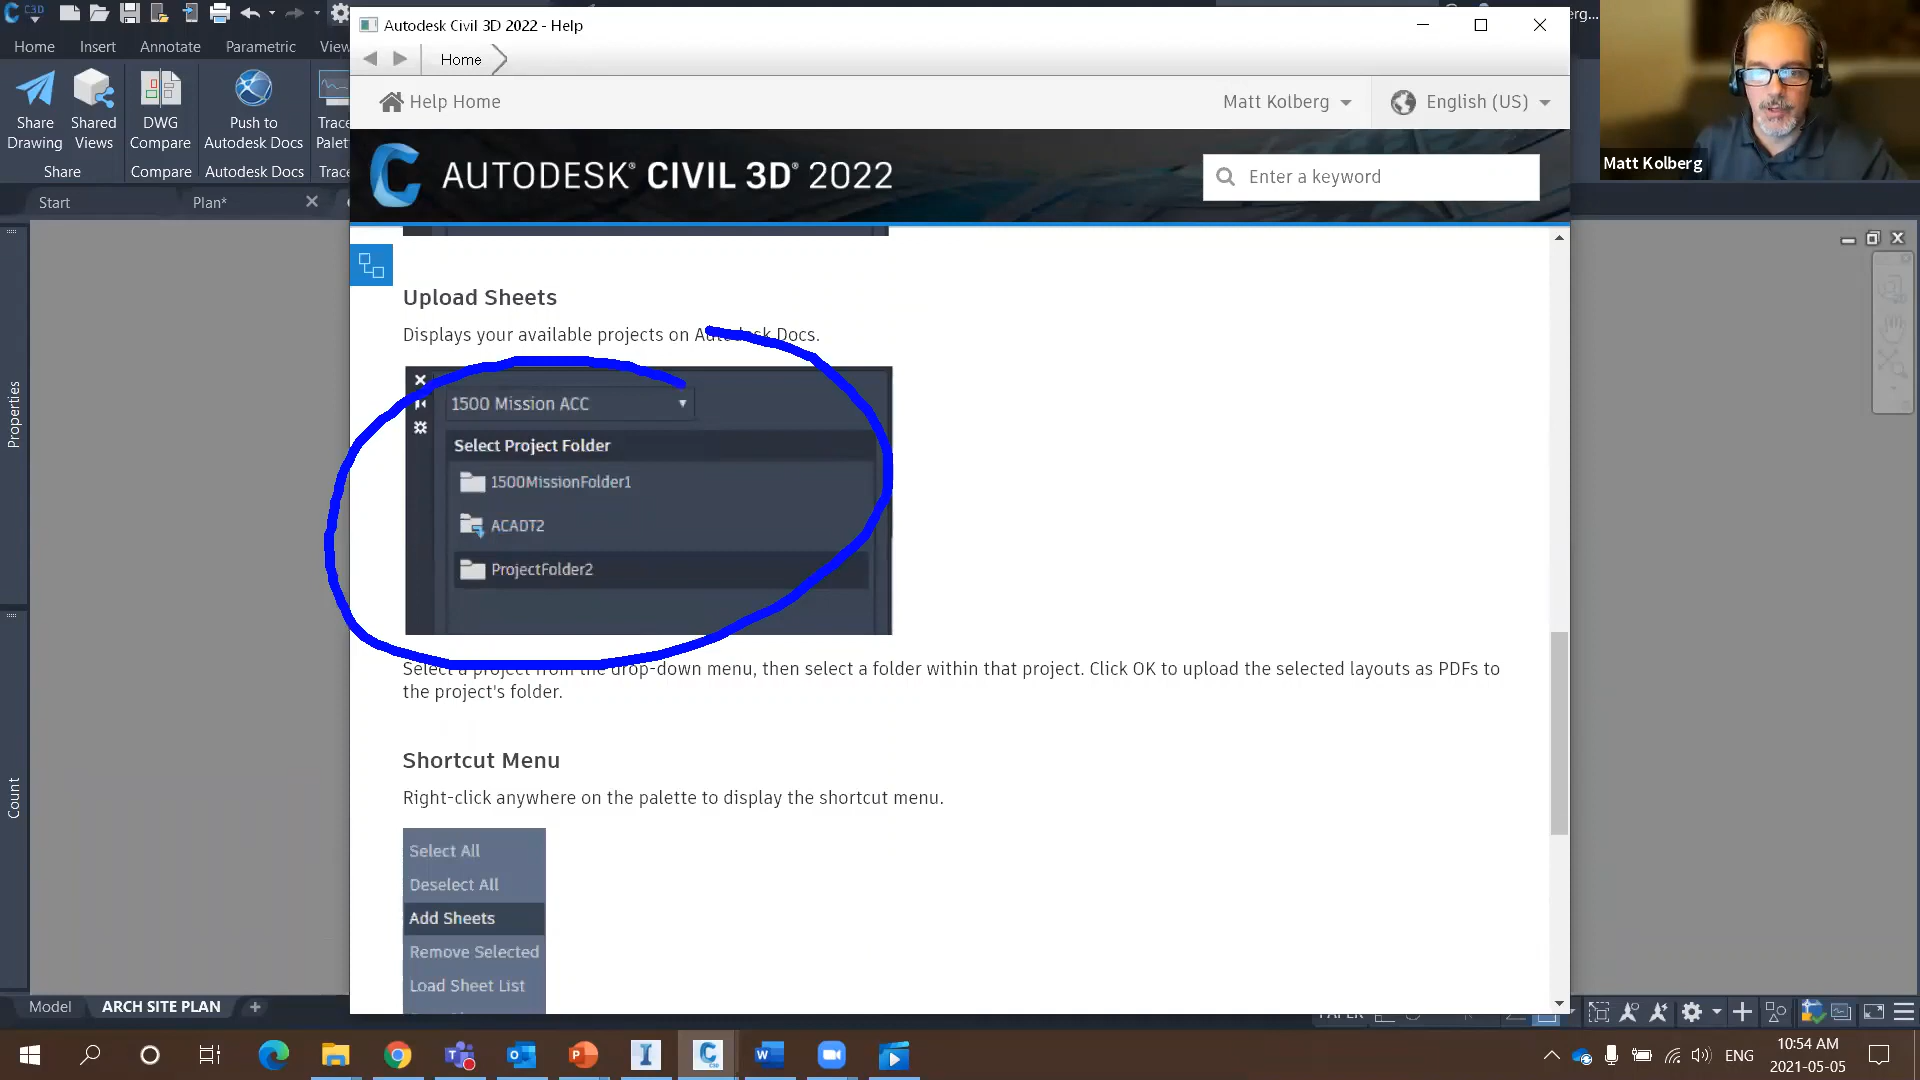 Autodesk Civil 3D 2022 - Help
Home Insert Annotate Parametric View
Home
Help Home
Matt Kolberg English (US)
Share Drawing
Shared Views
DWG Compare
Push to Autodesk Docs
Share Compare Autodesk Docs
AUTODESK® CIVIL 3D® 2022
Enter a keyword
Matt Kolberg
Start Plan*
Upload Sheets
Displays your available projects on Autodesk Docs.
1500 Mission ACC
Select Project Folder
1500MissionFolder1
ACADT2
ProjectFolder2
Select a project from the drop-down menu, then select a folder within that project. Click OK to upload the selected layouts as PDFs to
the project's folder.
Shortcut Menu
Right-click anywhere on the palette to display the shortcut menu.
Select All
Deselect All
Add Sheets
Remove Selected
Load Sheet List
Properties
Count
Model ARCH SITE PLAN
ENG
10:54 AM
2021-05-05